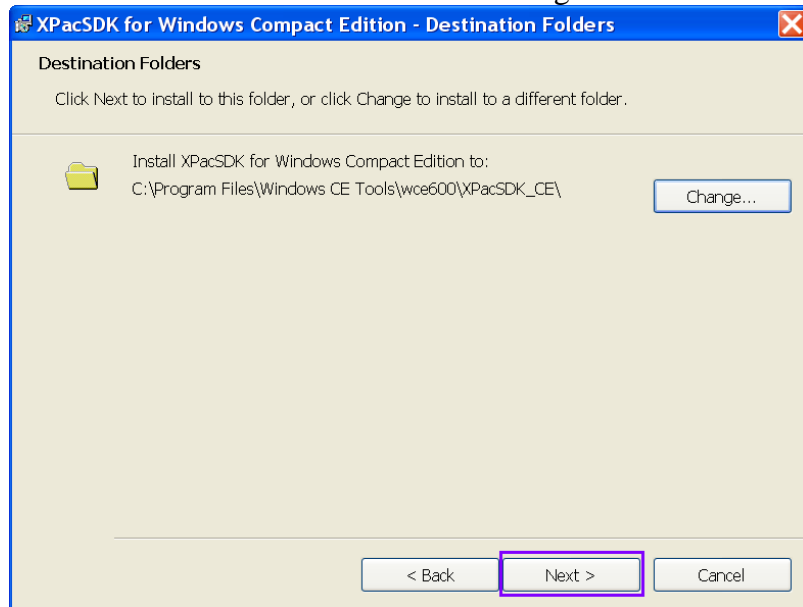 XPacSDK for Windows Compact Edition - Destination Folders
Destination Folders
Click Next to install to this folder, or click Change to install to a different folder.
Install XPacSDK for Windows Compact Edition to:
C:\Program Files\Windows CE Tools\wce600\XPacSDK_CE\
Change...
< Back
Next >
Cancel